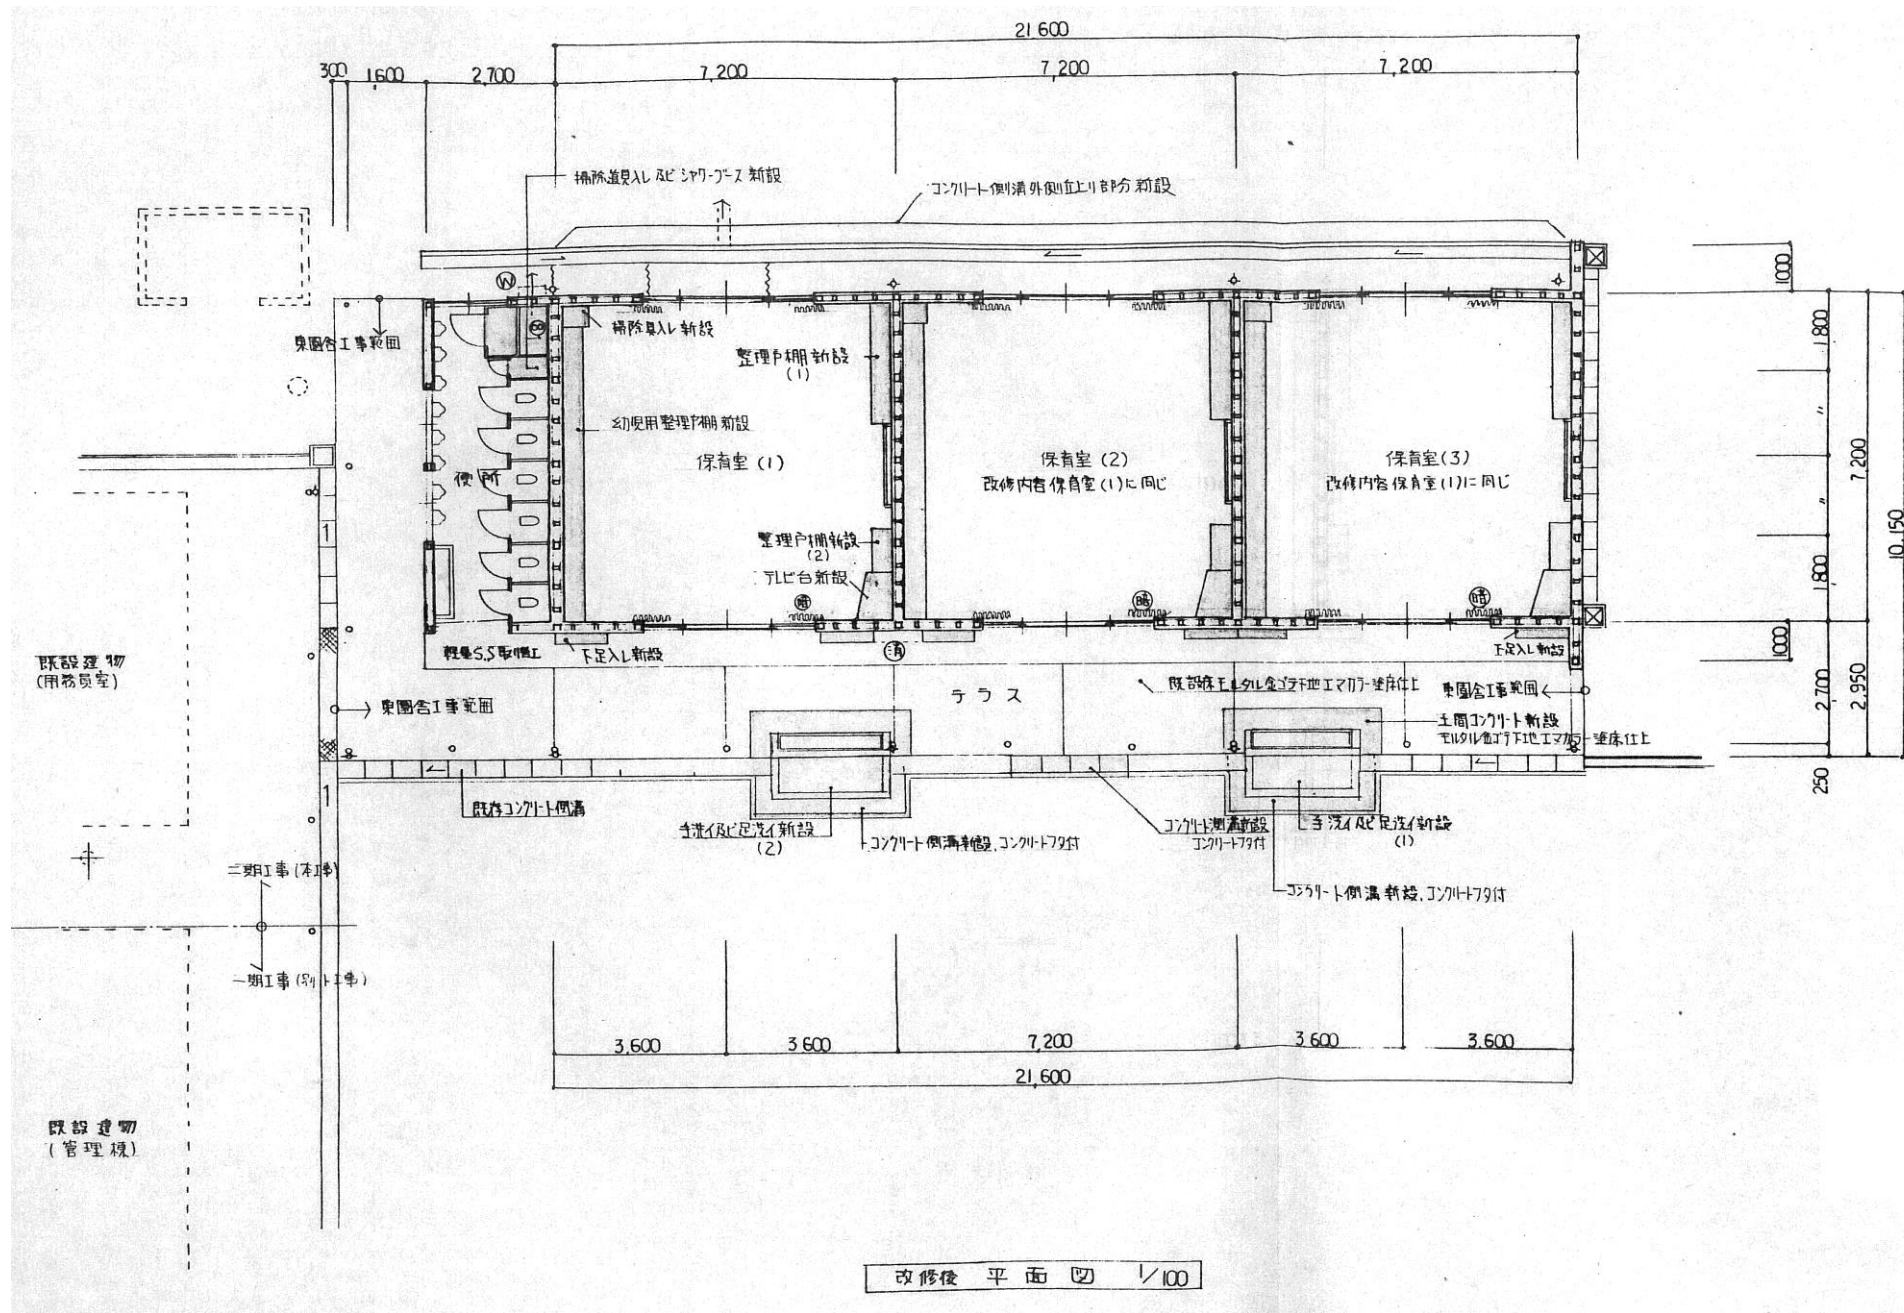 21,600
300
1,600
2,700
7,200
7,200
7,200
掃除道具入レ及ビシャワーブース 新設
コンクリート側溝外側立上リ部分新設
W
1000
東園舎工事範囲
掃除具入レ新設
整理戸棚新設
(1)
幼児用整理戸棚新設
保育室 (1)
保育室 (2)
改修内容保育室(1)に同じ
保育室(3)
改修内容保育室(1)に同じ
便所
整理戸棚新設
(2)
テレビ台新設
1,800
〃
〃
1,800
7,200
10,150
1
暗
暗
暗
消
軽量S,S取替工
下足入レ新設
下足入レ新設
1000
2,700
2,950
250
既設建物
(用務員室)
東園舎工事範囲
テラス
既設床モルタル金ゴテ下地エマカラー塗床仕上
東園舎工事範囲
土間コンクリート新設
モルタル金ゴテ下地エマカラー塗床仕上
1
既存コンクリート側溝
手洗イ及ビ足洗イ新設
(2)
コンクリート側溝新設、コンクリートフタ付
コンクリート側溝新設
コンクリートフタ付
手洗イ及ビ足洗イ新設
(1)
コンクリート側溝新設、コンクリートフタ付
二期工事(本工事)
一期工事(別途工事)
3,600
3,600
7,200
3,600
3,600
21,600
既設建物
(管理棟)
改修後 平面図 1/100